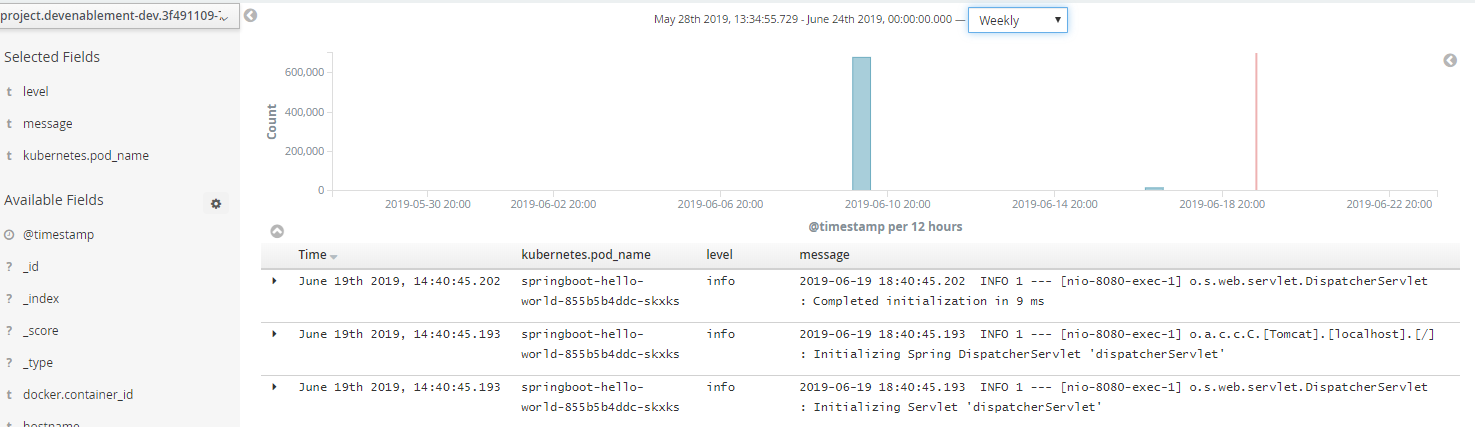 project.devenablement-dev.3f491109-
May 28th 2019, 13:34:55.729 - June 24th 2019, 00:00:00.000 — Weekly
Selected Fields
t level
t message
t kubernetes.pod_name
Available Fields
@timestamp
? _id
? _index
? _score
? _type
t docker.container_id
hostname
Count
600,000
400,000
200,000
0
2019-05-30 20:00 2019-06-02 20:00 2019-06-06 20:00 2019-06-10 20:00 2019-06-14 20:00 2019-06-18 20:00 2019-06-22 20:00
@timestamp per 12 hours
Time kubernetes.pod_name level message
June 19th 2019, 14:40:45.202 springboot-hello- info 2019-06-19 18:40:45.202 INFO 1 --- [nio-8080-exec-1] o.s.web.servlet.DispatcherServlet
world-855b5b4ddc-skxks : Completed initialization in 9 ms
June 19th 2019, 14:40:45.193 springboot-hello- info 2019-06-19 18:40:45.193 INFO 1 --- [nio-8080-exec-1] o.a.c.c.C.[Tomcat].[localhost].[/]
world-855b5b4ddc-skxks : Initializing Spring DispatcherServlet 'dispatcherServlet'
June 19th 2019, 14:40:45.193 springboot-hello- info 2019-06-19 18:40:45.193 INFO 1 --- [nio-8080-exec-1] o.s.web.servlet.DispatcherServlet
world-855b5b4ddc-skxks : Initializing Servlet 'dispatcherServlet'